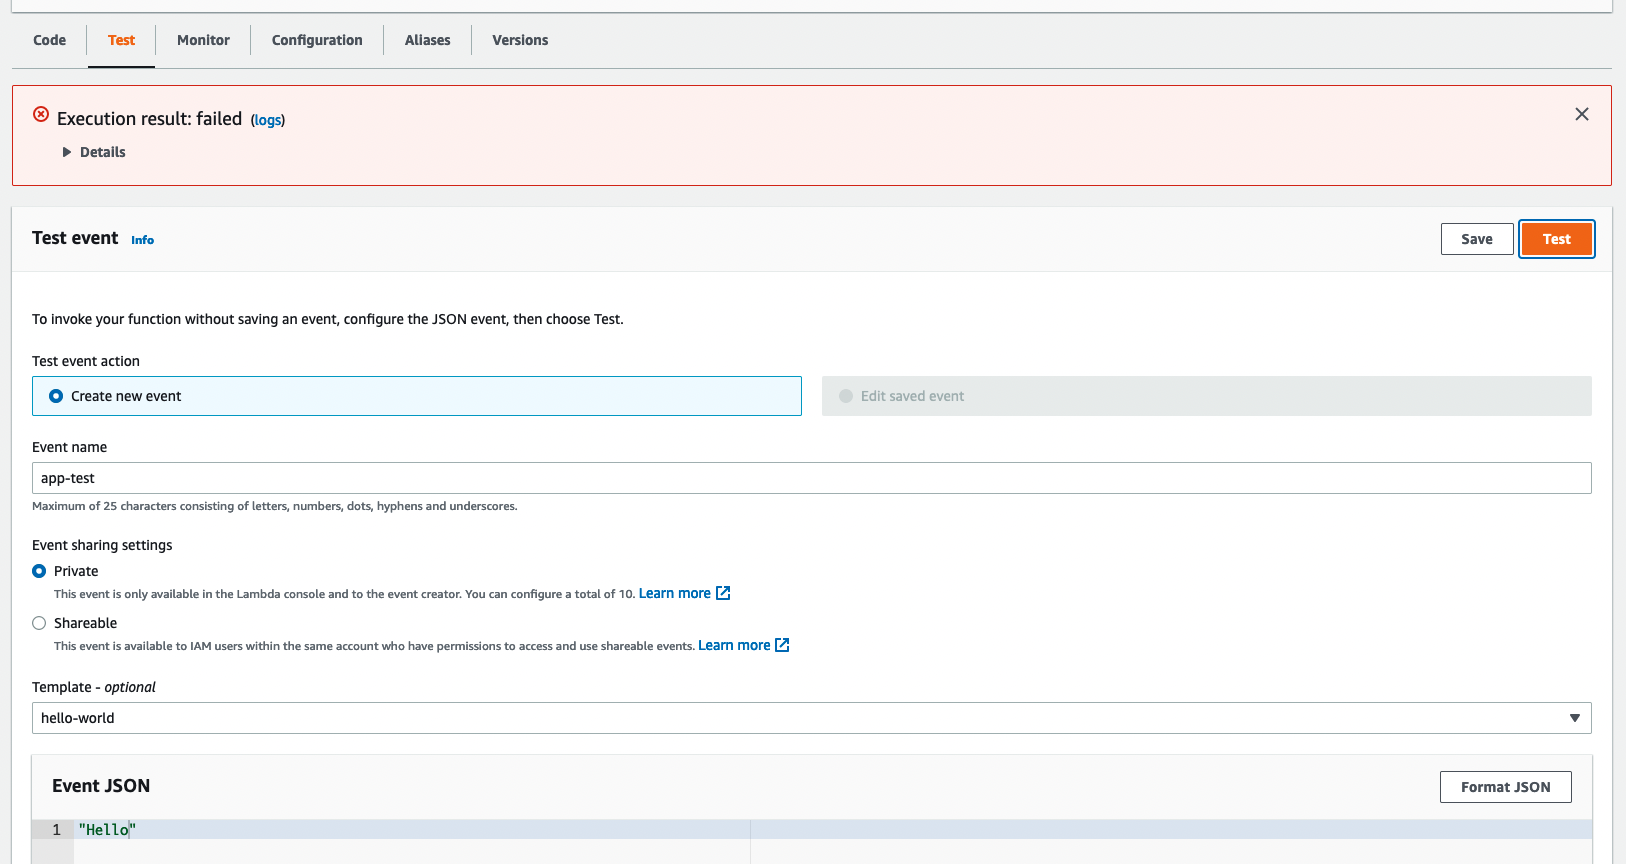 Code Test Monitor Configuration Aliases Versions
Execution result: failed (logs)
Details
Test event Info Save Test
To invoke your function without saving an event, configure the JSON event, then choose Test.
Test event action
Create new event Edit saved event
Event name
app-test
Maximum of 25 characters consisting of letters, numbers, dots, hyphens and underscores.
Event sharing settings
Private
This event is only available in the Lambda console and to the event creator. You can configure a total of 10. Learn more
Shareable
This event is available to IAM users within the same account who have permissions to access and use shareable events. Learn more
Template - optional
hello-world
Event JSON Format JSON
1 "Hello"